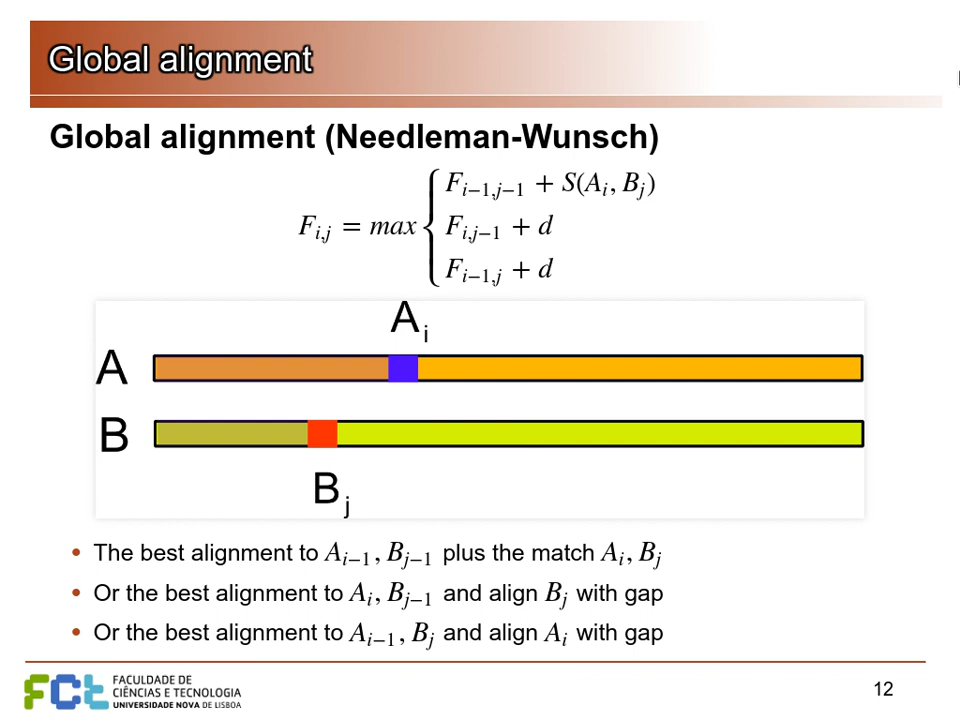 Global alignment
Global alignment (Needleman-Wunsch)
F_{i,j} = max { F_{i−1,j−1} + S(A_i, B_j)
F_{i,j−1} + d
F_{i−1,j} + d
A_i
A
B
B_j
• The best alignment to A_{i−1}, B_{j−1} plus the match A_i, B_j
• Or the best alignment to A_i, B_{j−1} and align B_j with gap
• Or the best alignment to A_{i−1}, B_j and align A_i with gap
FCt
FACULDADE DE
CIÊNCIAS E TECNOLOGIA
UNIVERSIDADE NOVA DE LISBOA
12